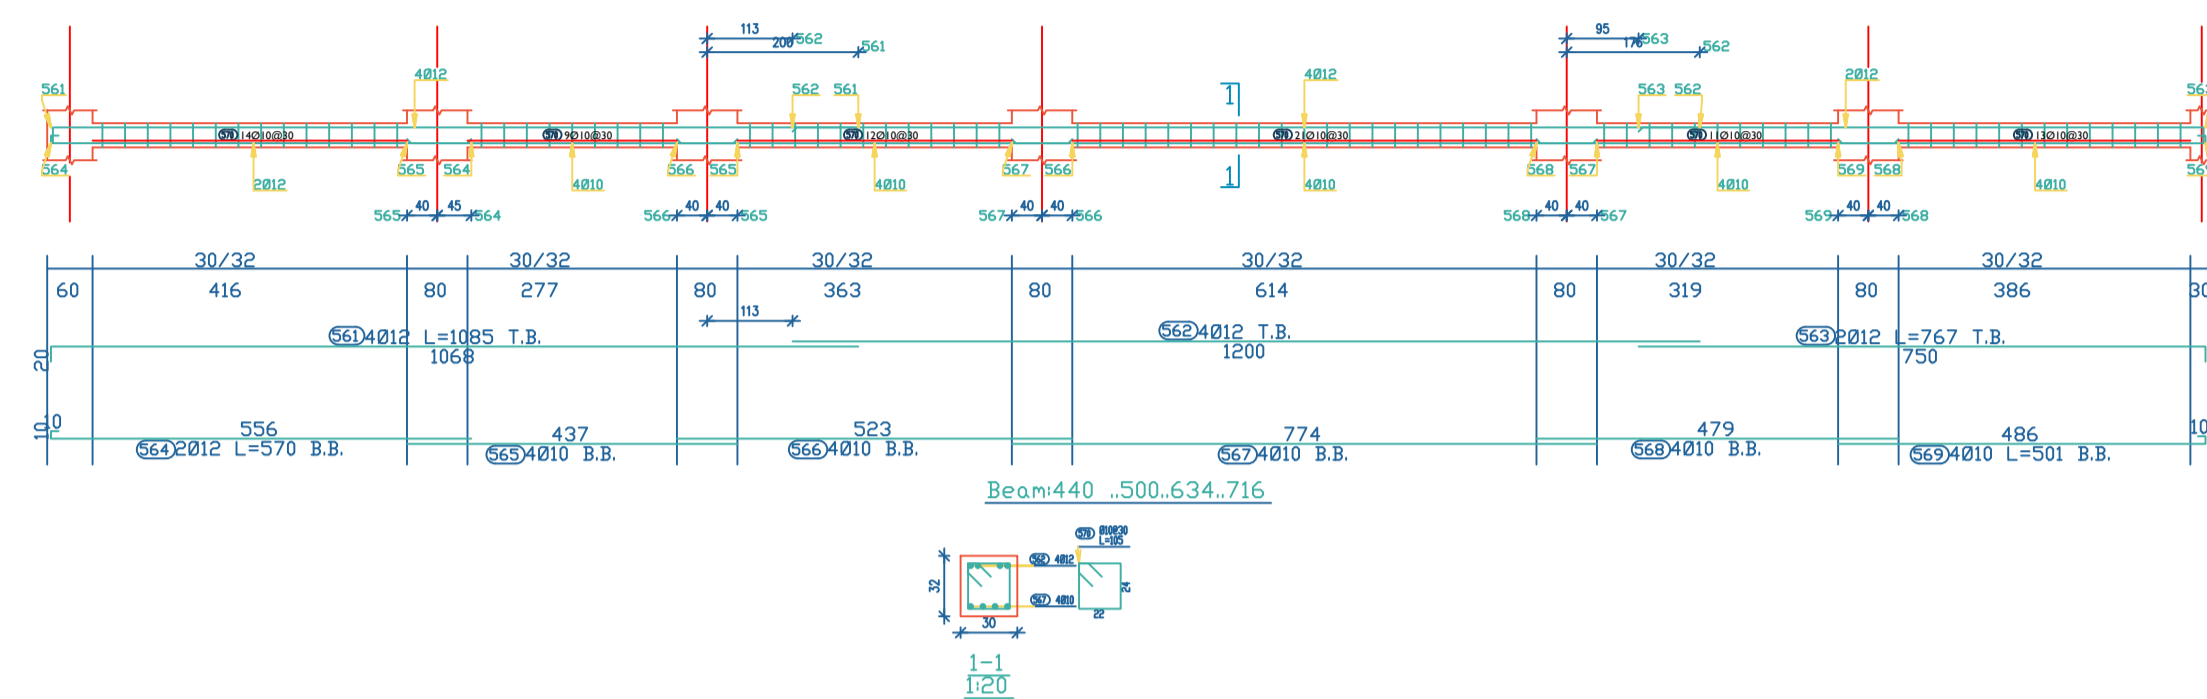 113
562
200
561
95
563
176
562
561
4Ø12
562 561
1
4Ø12
563 562
2Ø12
570 14Ø10@30
570 9Ø10@30
570 12Ø10@30
570 21Ø10@30
570 11Ø10@30
570 13Ø10@30
564
2Ø12
565 564
4Ø10
566 565
4Ø10
567 566
1
4Ø10
568 567
4Ø10
569 568
4Ø10
565 40 45 564
566 40 40 565
567 40 40 566
568 40 40 567
569 40 40 568
30/32 30/32 30/32 30/32 30/32 30/32
60 416 80 277 80 363 80 614 80 319 80 386
113
561 4Ø12 L=1085 T.B.
1068
562 4Ø12 T.B.
1200
563 2Ø12 L=767 T.B.
750
20
10
10
556
564 2Ø12 L=570 B.B.
437
565 4Ø10 B.B.
523
566 4Ø10 B.B.
774
567 4Ø10 B.B.
479
568 4Ø10 B.B.
486
569 4Ø10 L=501 B.B.
10
Beam:440 ..500..634..716
570 Ø10@30
L=105
562 4Ø12
32
24
567 4Ø10
22
30
1-1
1:20